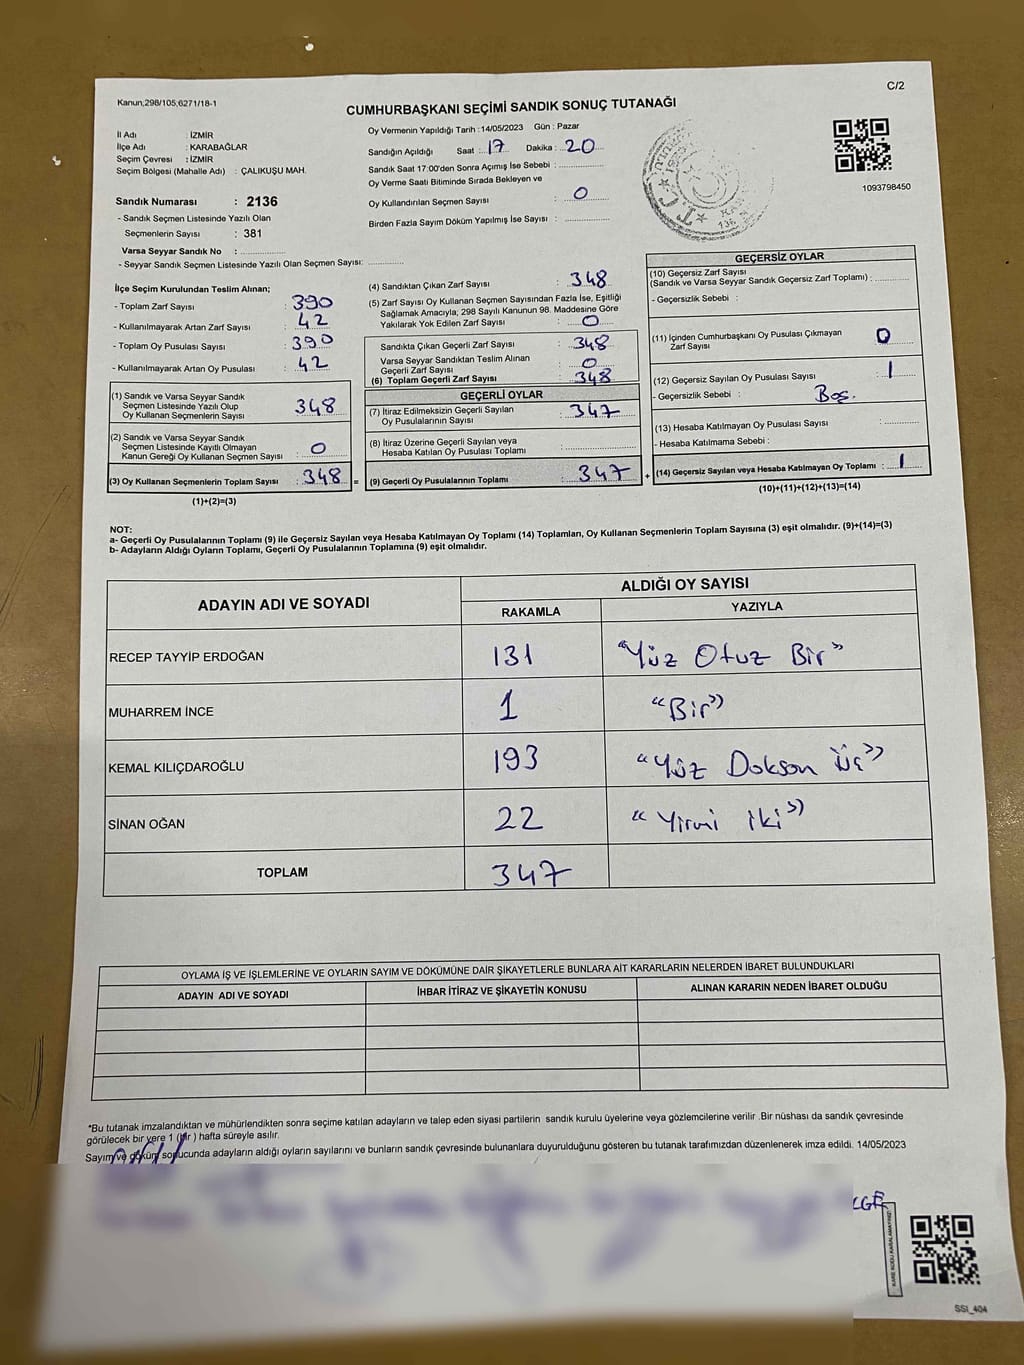 Kanun,298/105,6271/18-1
C/2
CUMHURBAŞKANI SEÇİMİ SANDIK SONUÇ TUTANAĞI
İl Adı : İZMİR
İlçe Adı : KARABAĞLAR
Seçim Çevresi : İZMİR
Seçim Bölgesi (Mahalle Adı) : ÇALIKUŞU MAH.
Sandık Numarası : 2136
- Sandık Seçmen Listesinde Yazılı Olan
Seçmenlerin Sayısı : 381
Varsa Seyyar Sandık No :
- Seyyar Sandık Seçmen Listesinde Yazılı Olan Seçmen Sayısı:
Oy Vermenin Yapıldığı Tarih :14/05/2023 Gün : Pazar
Sandığın Açıldığı Saat : 17 Dakika : 20
Sandık Saat 17:00'den Sonra Açımış İse Sebebi :
Oy Verme Saati Bitiminde Sırada Bekleyen ve
Oy Kullandırılan Seçmen Sayısı : 0
Birden Fazla Sayım Döküm Yapılmış İse Sayısı :
1093798450
İlçe Seçim Kurulundan Teslim Alınan;
- Toplam Zarf Sayısı : 390
- Kullanılmayarak Artan Zarf Sayısı : 42
- Toplam Oy Pusulası Sayısı : 390
- Kullanılmayarak Artan Oy Pusulası : 42
(1) Sandık ve Varsa Seyyar Sandık
Seçmen Listesinde Yazılı Olup
Oy Kullanan Seçmenlerin Sayısı : 348
(2) Sandık ve Varsa Seyyar Sandık
Seçmen Listesinde Kayıtlı Olmayan
Kanun Gereği Oy Kullanan Seçmen Sayısı : 0
(3) Oy Kullanan Seçmenlerin Toplam Sayısı : 348
(1)+(2)=(3)
(4) Sandıktan Çıkan Zarf Sayısı : 348
(5) Zarf Sayısı Oy Kullanan Seçmen Sayısından Fazla İse, Eşitliği
Sağlamak Amacıyla; 298 Sayılı Kanunun 98. Maddesine Göre
Yakılarak Yok Edilen Zarf Sayısı : 0
Sandıkta Çıkan Geçerli Zarf Sayısı : 348
Varsa Seyyar Sandıktan Teslim Alınan
Geçerli Zarf Sayısı : 0
(6) Toplam Geçerli Zarf Sayısı : 348
GEÇERLİ OYLAR
(7) İtiraz Edilmeksizin Geçerli Sayılan
Oy Pusulalarının Sayısı : 347
(8) İtiraz Üzerine Geçerli Sayılan veya
Hesaba Katılan Oy Pusulası Toplamı :
= (9) Geçerli Oy Pusulalarının Toplamı : 347
GEÇERSİZ OYLAR
(10) Geçersiz Zarf Sayısı
(Sandık ve Varsa Seyyar Sandık Geçersiz Zarf Toplamı) :
- Geçersizlik Sebebi :
(11) İçinden Cumhurbaşkanı Oy Pusulası Çıkmayan
Zarf Sayısı : 0
(12) Geçersiz Sayılan Oy Pusulası Sayısı : 1
- Geçersizlik Sebebi : Boş.
(13) Hesaba Katılmayan Oy Pusulası Sayısı :
- Hesaba Katılmama Sebebi :
+ (14) Geçersiz Sayılan veya Hesaba Katılmayan Oy Toplamı : 1
(10)+(11)+(12)+(13)=(14)
NOT:
a- Geçerli Oy Pusulalarının Toplamı (9) ile Geçersiz Sayılan veya Hesaba Katılmayan Oy Toplamı (14) Toplamları, Oy Kullanan Seçmenlerin Toplam Sayısına (3) eşit olmalıdır. (9)+(14)=(3)
b- Adayların Aldığı Oyların Toplamı, Geçerli Oy Pusulalarının Toplamına (9) eşit olmalıdır.
ADAYIN ADI VE SOYADI ALDIĞI OY SAYISI
RAKAMLA YAZIYLA
RECEP TAYYİP ERDOĞAN 131 "Yüz Otuz Bir"
MUHARREM İNCE 1 "Bir"
KEMAL KILIÇDAROĞLU 193 "Yüz Dokson Üç"
SİNAN OĞAN 22 "Yirmi iki"
TOPLAM 347
OYLAMA İŞ VE İŞLEMLERİNE VE OYLARIN SAYIM VE DÖKÜMÜNE DAİR ŞİKAYETLERLE BUNLARA AİT KARARLARIN NELERDEN İBARET BULUNDUKLARI
ADAYIN ADI VE SOYADI İHBAR İTİRAZ VE ŞİKAYETİN KONUSU ALINAN KARARIN NEDEN İBARET OLDUĞU
*Bu tutanak imzalandıktan ve mühürlendikten sonra seçime katılan adayların ve talep eden siyasi partilerin sandık kurulu üyelerine veya gözlemcilerine verilir .Bir nüshası da sandık çevresinde
görülecek bir yere 1 (bir ) hafta süreyle asılır.
Sayım ve döküm sonucunda adayların aldığı oyların sayılarını ve bunların sandık çevresinde bulunanlara duyurulduğunu gösteren bu tutanak tarafımızdan düzenlenerek imza edildi. 14/05/2023
KARE KODU KARALAMAYINIZ!
SS1_404